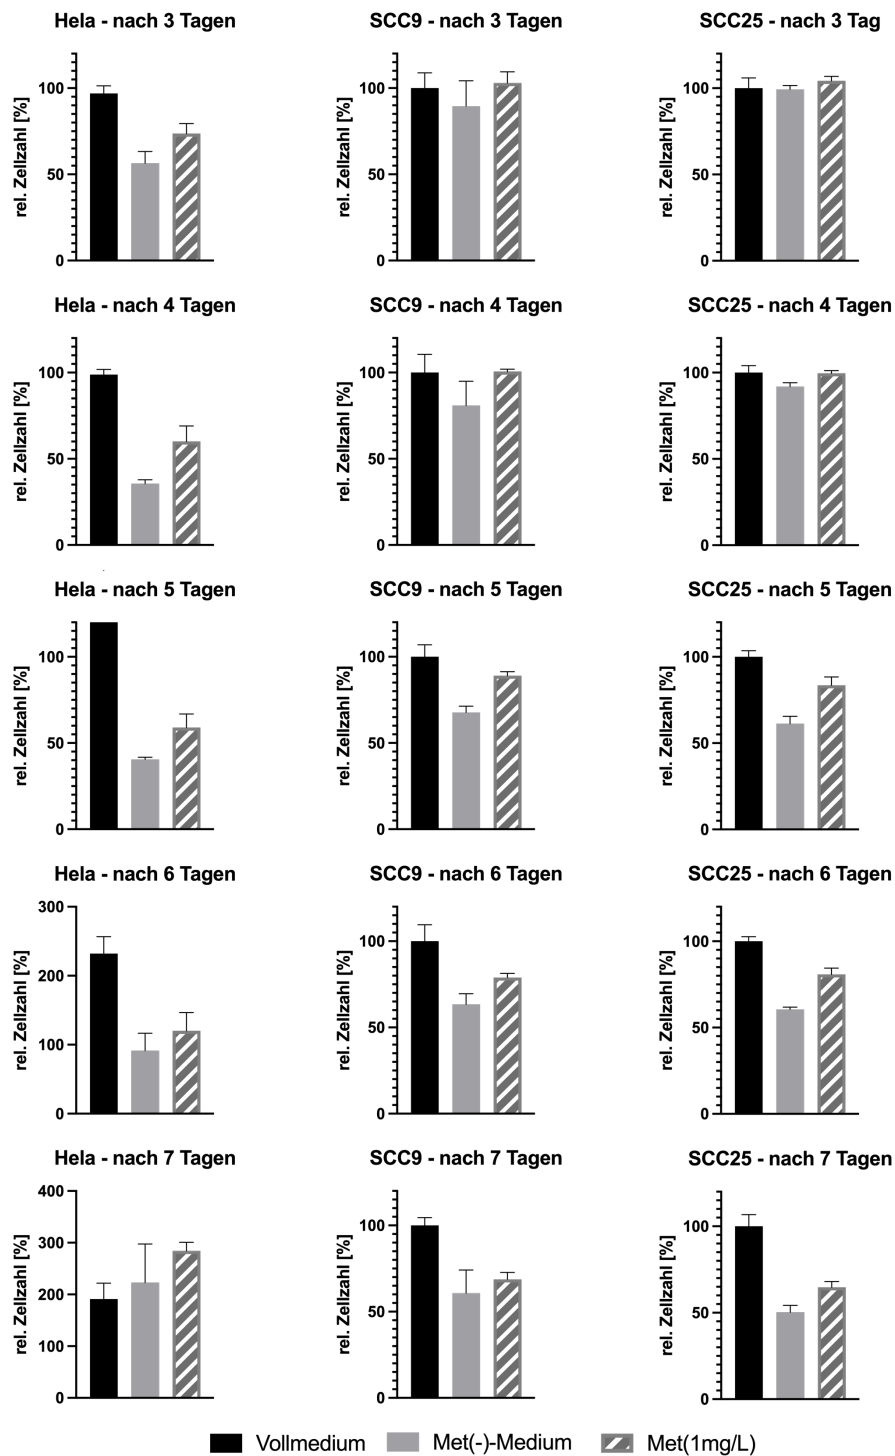 Hela - nach 3 Tagen
SCC9 - nach 3 Tagen
SCC25 - nach 3 Tag
rel. Zellzahl [%]
100
50
0
rel. Zellzahl [%]
100
50
0
rel. Zellzahl [%]
100
50
0
Hela - nach 4 Tagen
SCC9 - nach 4 Tagen
SCC25 - nach 4 Tagen
rel. Zellzahl [%]
100
50
0
rel. Zellzahl [%]
100
50
0
rel. Zellzahl [%]
100
50
0
Hela - nach 5 Tagen
SCC9 - nach 5 Tagen
SCC25 - nach 5 Tagen
rel. Zellzahl [%]
100
50
0
rel. Zellzahl [%]
100
50
0
rel. Zellzahl [%]
100
50
0
Hela - nach 6 Tagen
SCC9 - nach 6 Tagen
SCC25 - nach 6 Tagen
rel. Zellzahl [%]
300
200
100
0
rel. Zellzahl [%]
100
50
0
rel. Zellzahl [%]
100
50
0
Hela - nach 7 Tagen
SCC9 - nach 7 Tagen
SCC25 - nach 7 Tagen
rel. Zellzahl [%]
400
300
200
100
0
rel. Zellzahl [%]
100
50
0
rel. Zellzahl [%]
100
50
0
Vollmedium
Met(-)-Medium
Met(1mg/L)